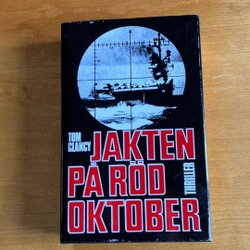 TOM
CLANCY
JAKTEN
PÅ RÖD
OKTOBER
THRILLER